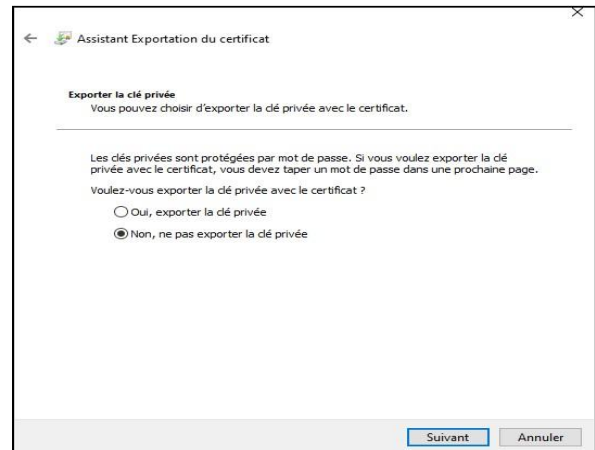 Assistant Exportation du certificat
Exporter la clé privée
Vous pouvez choisir d'exporter la clé privée avec le certificat.
Les clés privées sont protégées par mot de passe. Si vous voulez exporter la clé
privée avec le certificat, vous devez taper un mot de passe dans une prochaine page.
Voulez-vous exporter la clé privée avec le certificat ?
Oui, exporter la clé privée
Non, ne pas exporter la clé privée
Suivant Annuler